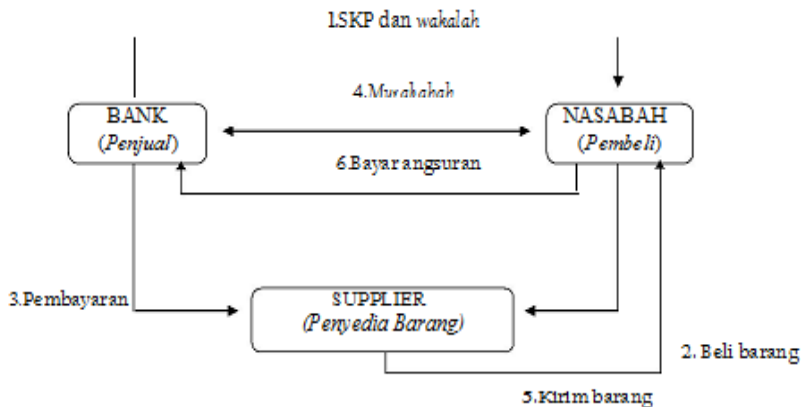 1.SKP dan wakalah
4.Murabahah
BANK
(Penjual)
NASABAH
(Pembeli)
6.Bayar angsuran
3.Pembayaran
SUPPLIER
(Penyedia Barang)
2. Beli barang
5.Kirim barang